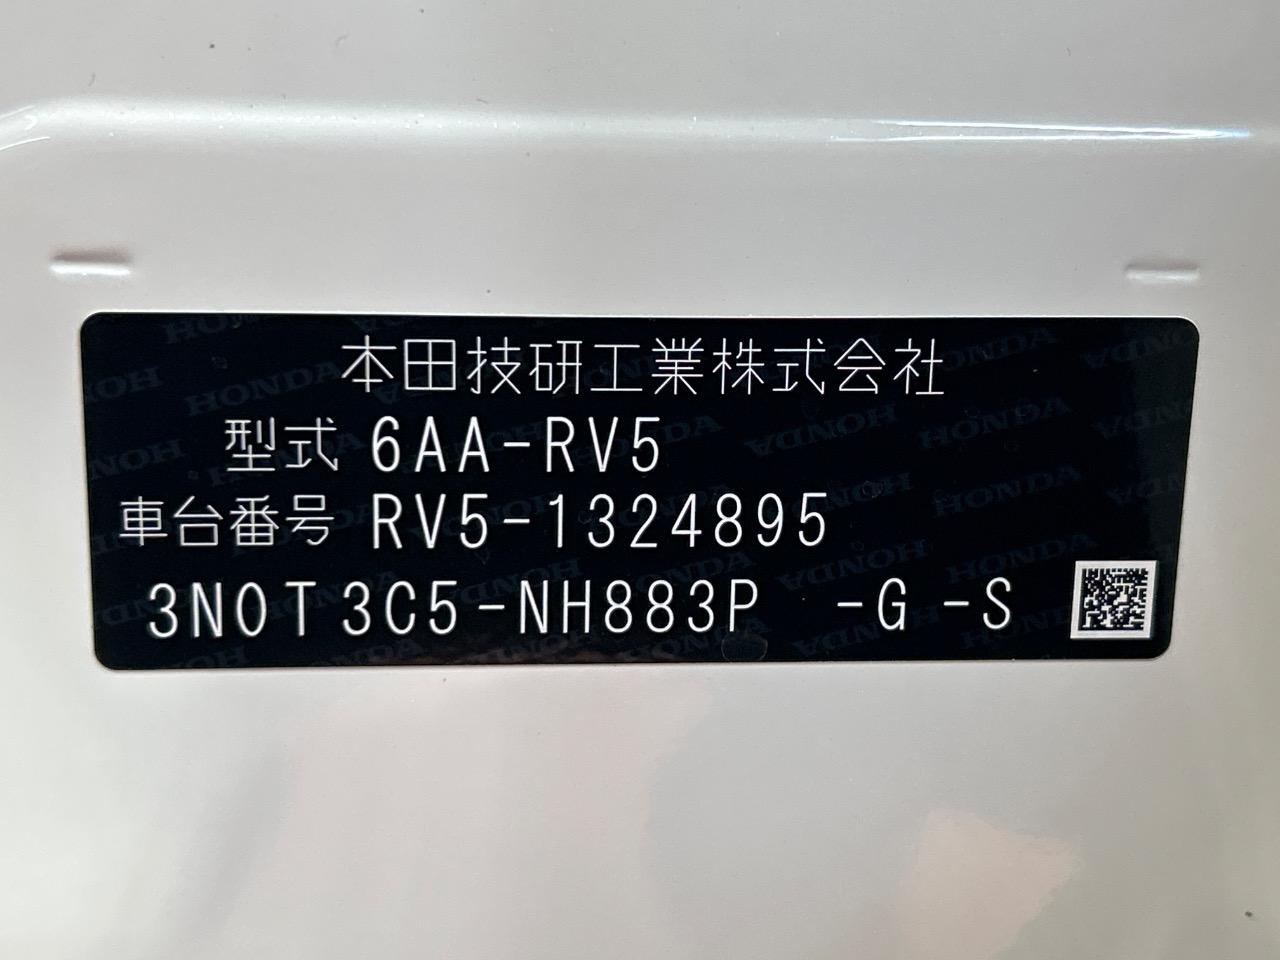 本田技研工業株式会社
型式 6AA-RV5
車台番号 RV5-1324895
3N0T3C5-NH883P -G-S